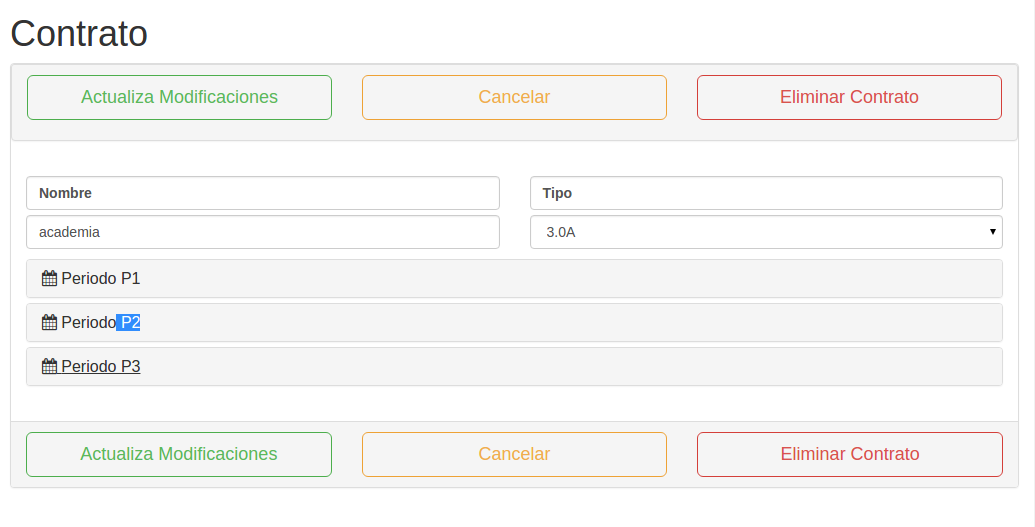 Contrato
Actualiza Modificaciones Cancelar Eliminar Contrato
Nombre Tipo
academia 3.0A
Periodo P1
Periodo P2
Periodo P3
Actualiza Modificaciones Cancelar Eliminar Contrato